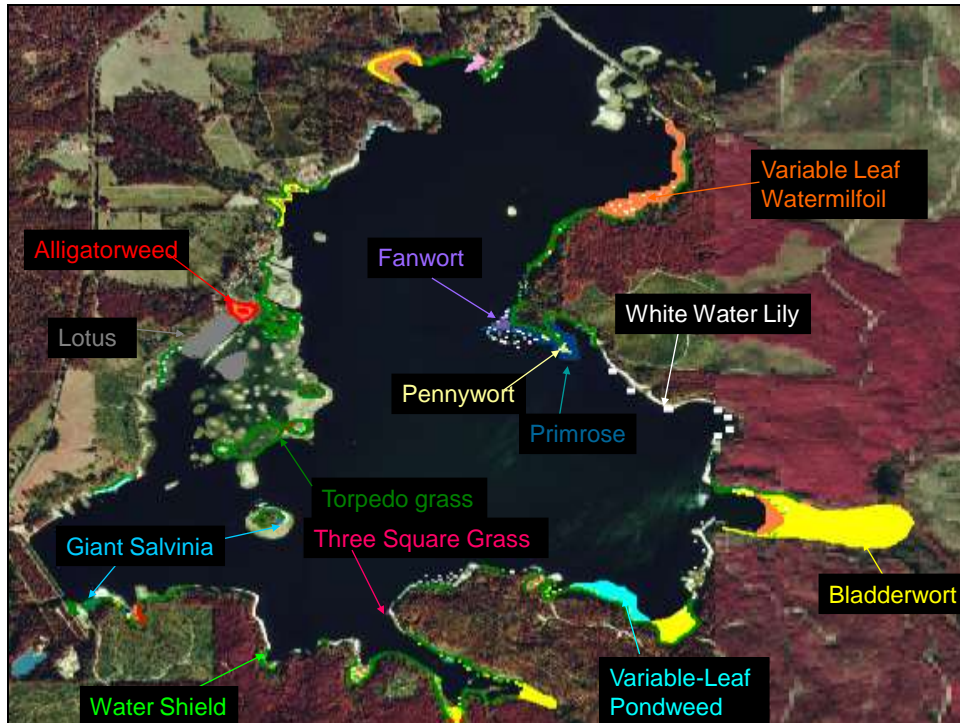 Variable Leaf
Watermilfoil
Alligatorweed
Fanwort
White Water Lily
Lotus
Pennywort
Primrose
Torpedo grass
Giant Salvinia
Three Square Grass
Bladderwort
Water Shield
Variable-Leaf
Pondweed